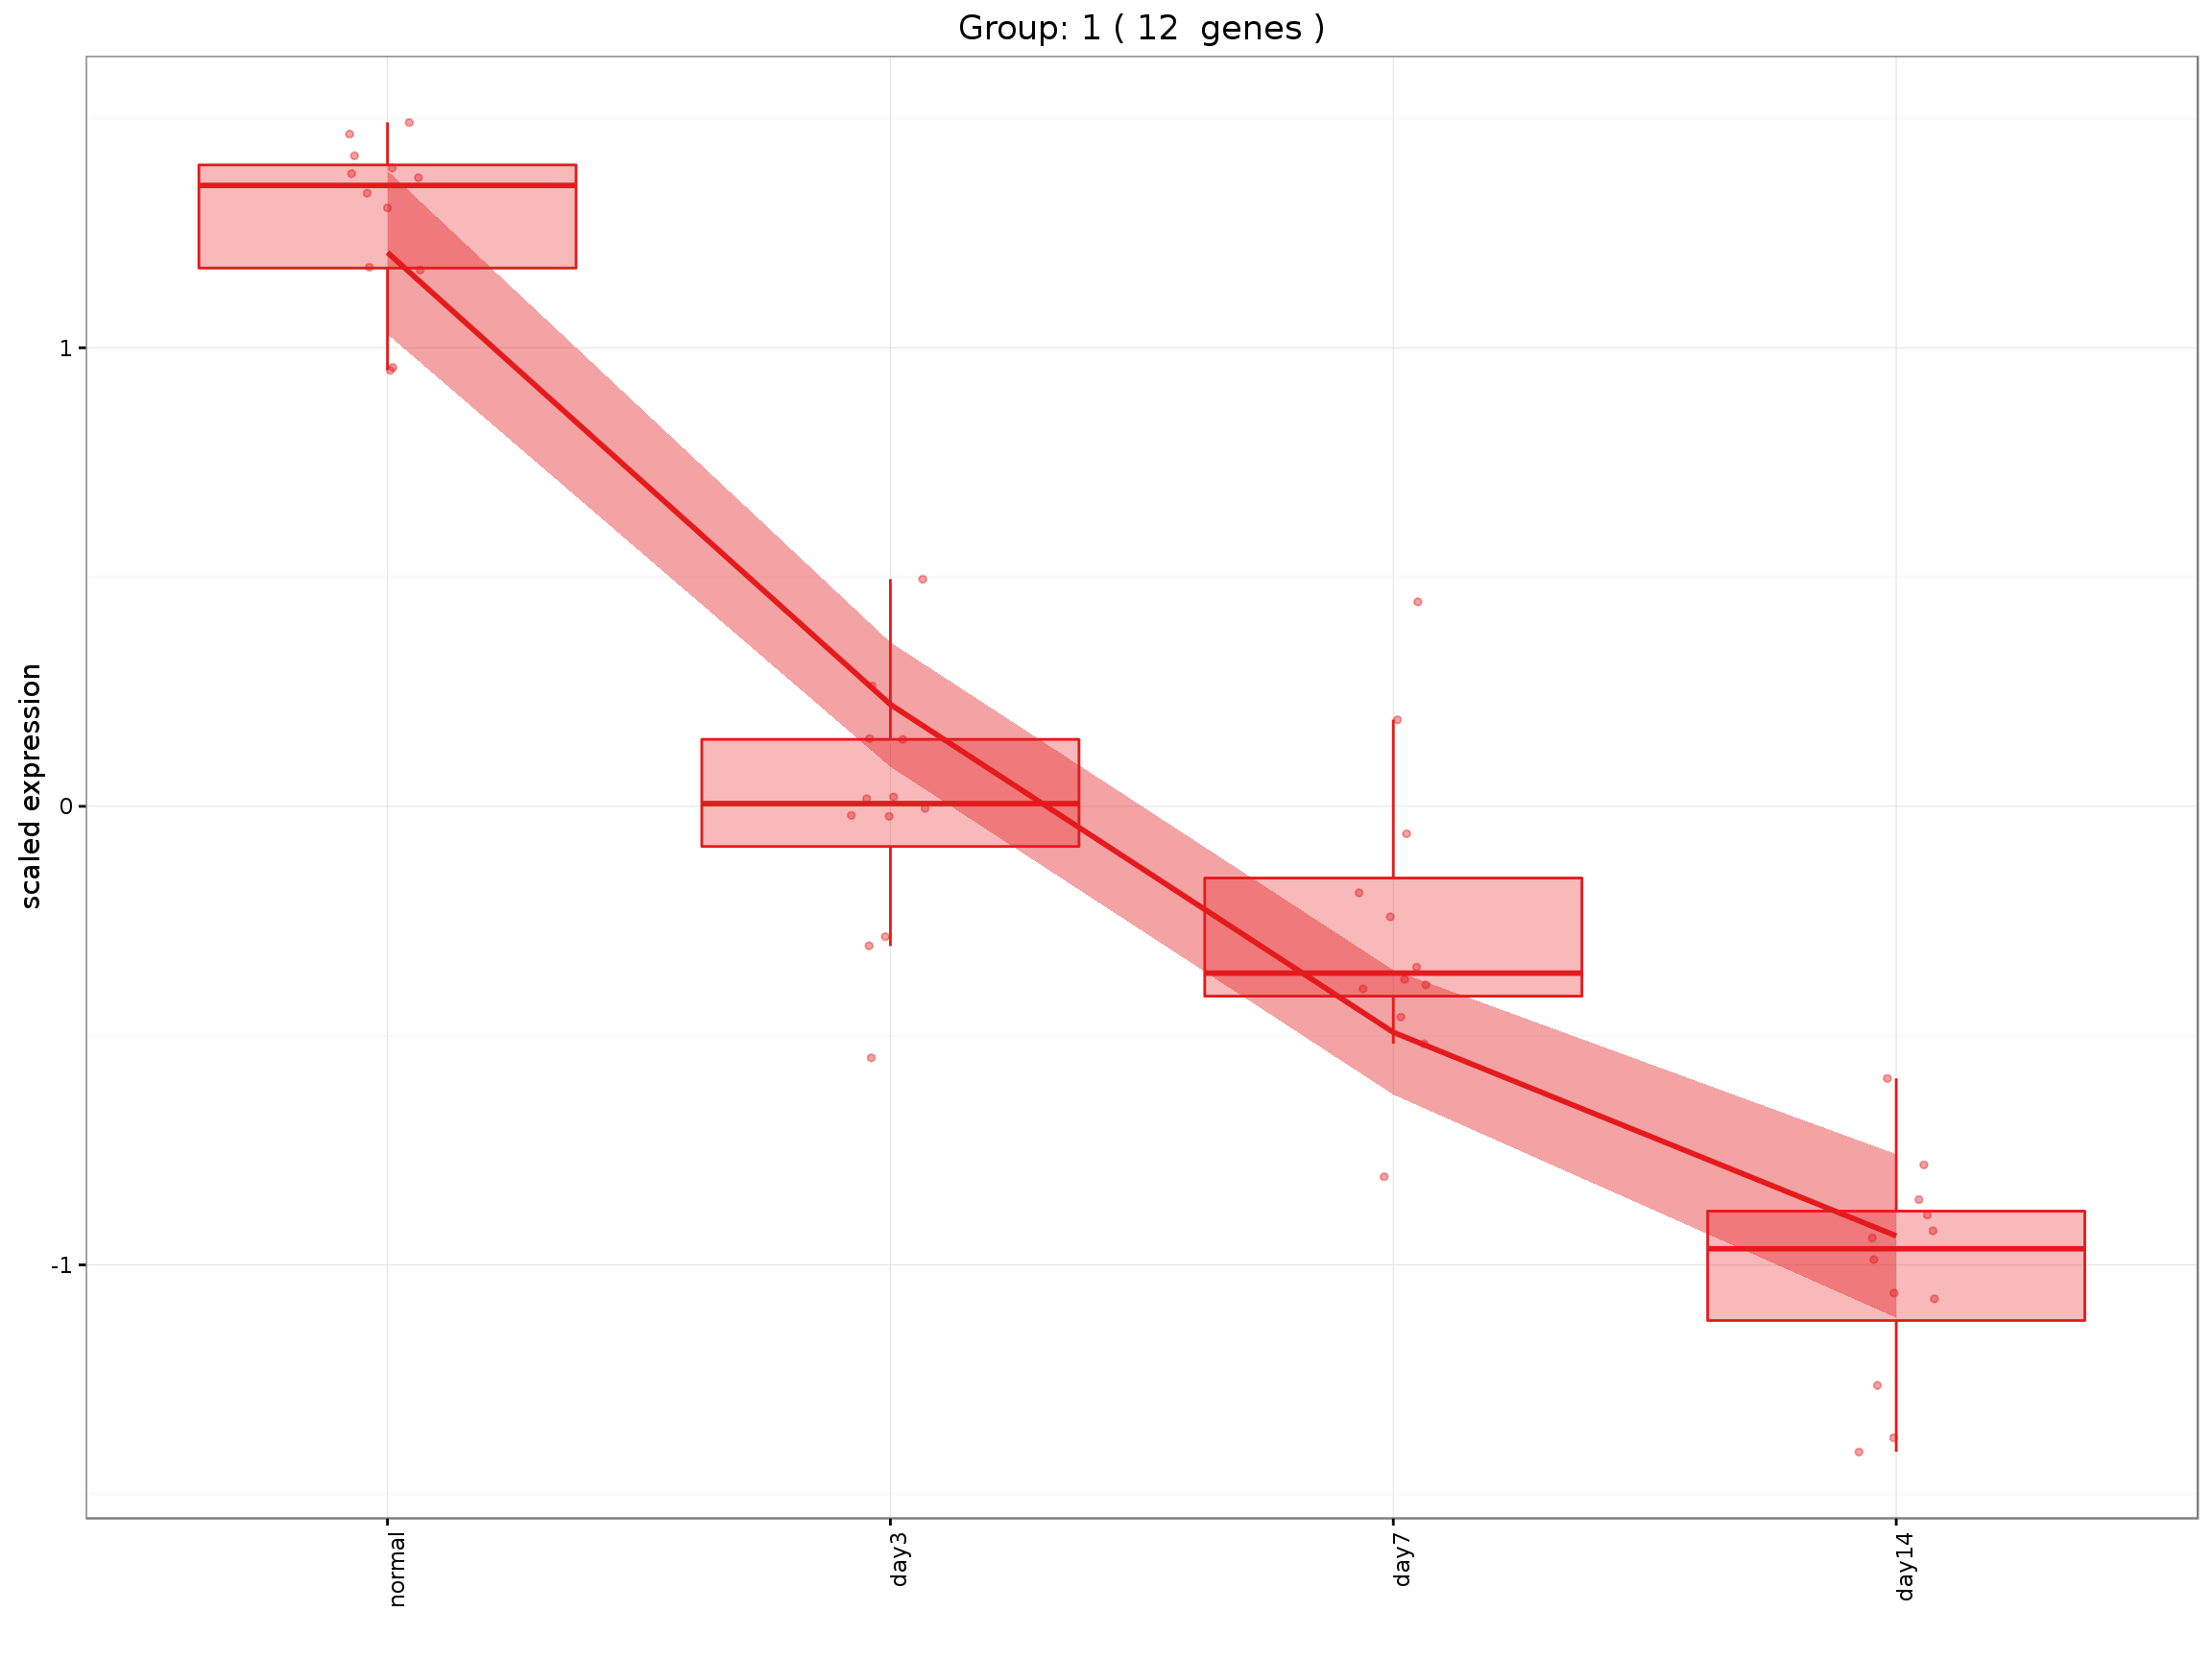 Group: 1 ( 12  genes )
scaled expression
1
0
-1
normal
day3
day7
day14